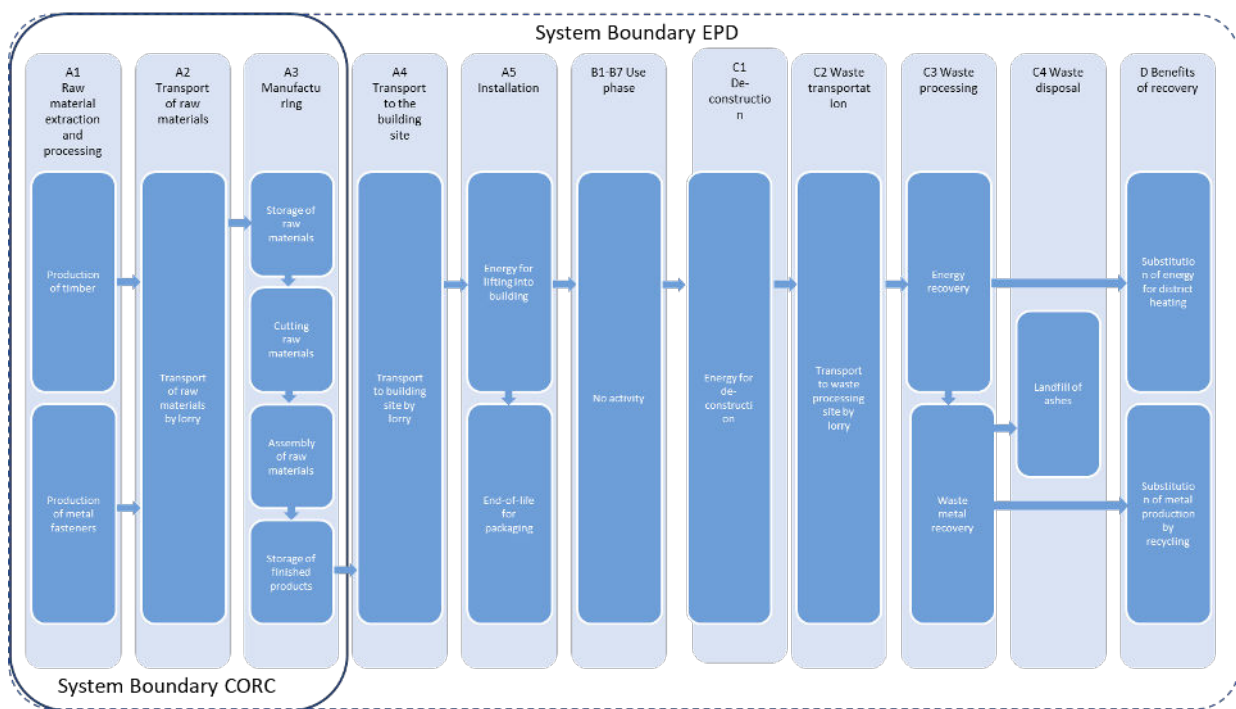 System Boundary EPD
A1
Raw
material
extraction
and
processing
A2
Transport
of raw
materials
A3
Manufactu
ring
A4
Transport
to the
building
site
A5
Installation
B1-B7 Use
phase
C1
De-
constructio
n
C2 Waste
transportat
ion
C3 Waste
processing
C4 Waste
disposal
D Benefits
of recovery
Production
of timber
Production
of metal
fasteners
Transport
of raw
materials
by lorry
Storage of
raw
materials
Cutting
raw
materials
Assembly
of raw
materials
Storage of
finished
products
Transport
to building
site by
lorry
Energy for
lifting into
building
End-of-life
for
packaging
No activity
Energy for
de-
constructi
on
Transport
to waste
processing
site by
lorry
Energy
recovery
Waste
metal
recovery
Landfill of
ashes
Substitutio
n of energy
for district
heating
Substitutio
n of metal
production
by
recycling
System Boundary CORC